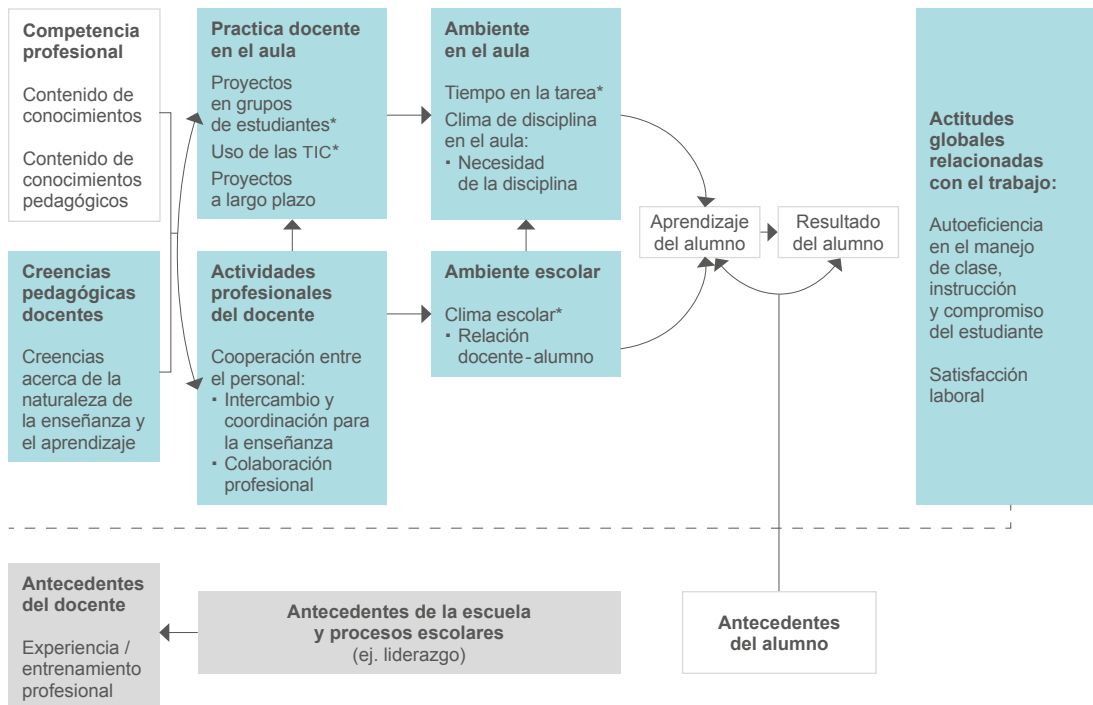 Competencia
profesional
Contenido de
conocimientos
Contenido de
conocimientos
pedagógicos
Creencias
pedagógicas
docentes
Creencias
acerca de la
naturaleza de
la enseñanza y
el aprendizaje
Practica docente
en el aula
Proyectos
en grupos
de estudiantes*
Uso de las TIC*
Proyectos
a largo plazo
Actividades
profesionales
del docente
Cooperación entre
el personal:
▪ Intercambio y
coordinación para
la enseñanza
▪ Colaboración
profesional
Ambiente
en el aula
Tiempo en la tarea*
Clima de disciplina
en el aula:
▪ Necesidad
de la disciplina
Ambiente escolar
Clima escolar*
▪ Relación
docente-alumno
Aprendizaje
del alumno
Resultado
del alumno
Actitudes
globales
relacionadas
con el trabajo:
Autoeficiencia
en el manejo
de clase,
instrucción
y compromiso
del estudiante
Satisfacción
laboral
Antecedentes
del docente
Experiencia /
entrenamiento
profesional
Antecedentes de la escuela
y procesos escolares
(ej. liderazgo)
Antecedentes
del alumno